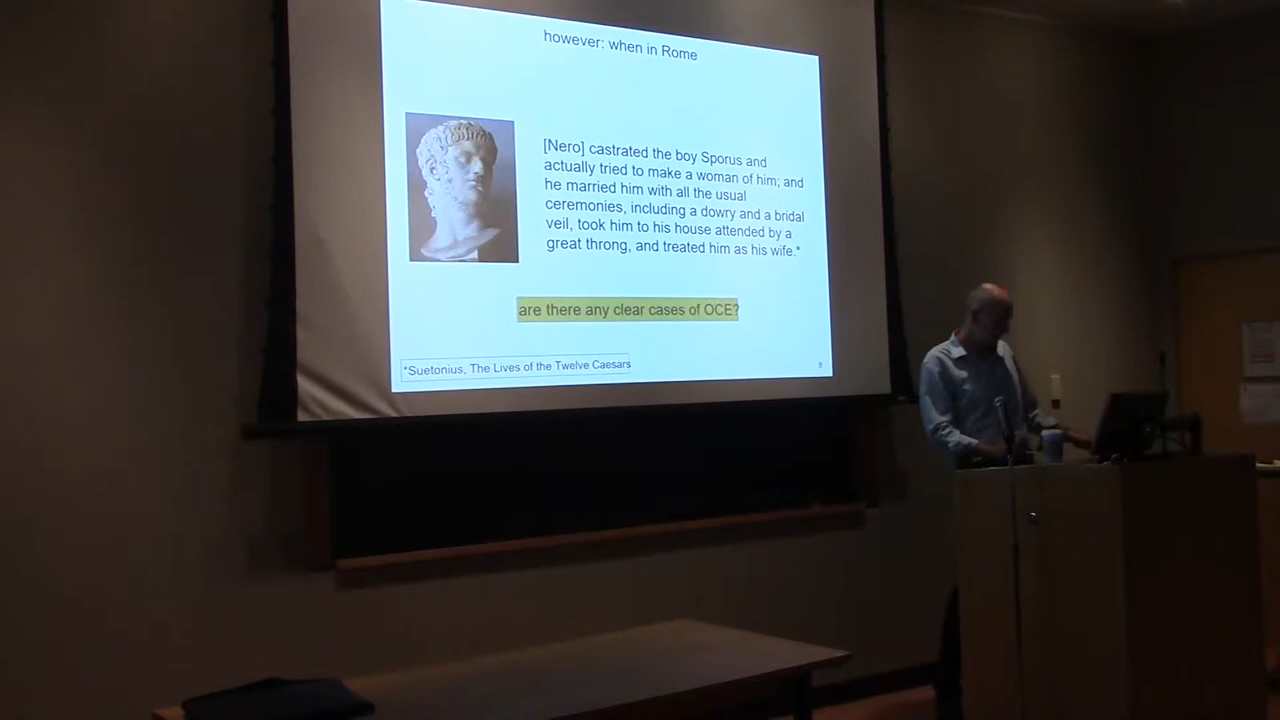 however: when in Rome
[Nero] castrated the boy Sporus and
actually tried to make a woman of him; and
he married him with all the usual
ceremonies, including a dowry and a bridal
veil, took him to his house attended by a
great throng, and treated him as his wife.*
are there any clear cases of OCE?
*Suetonius, The Lives of the Twelve Caesars